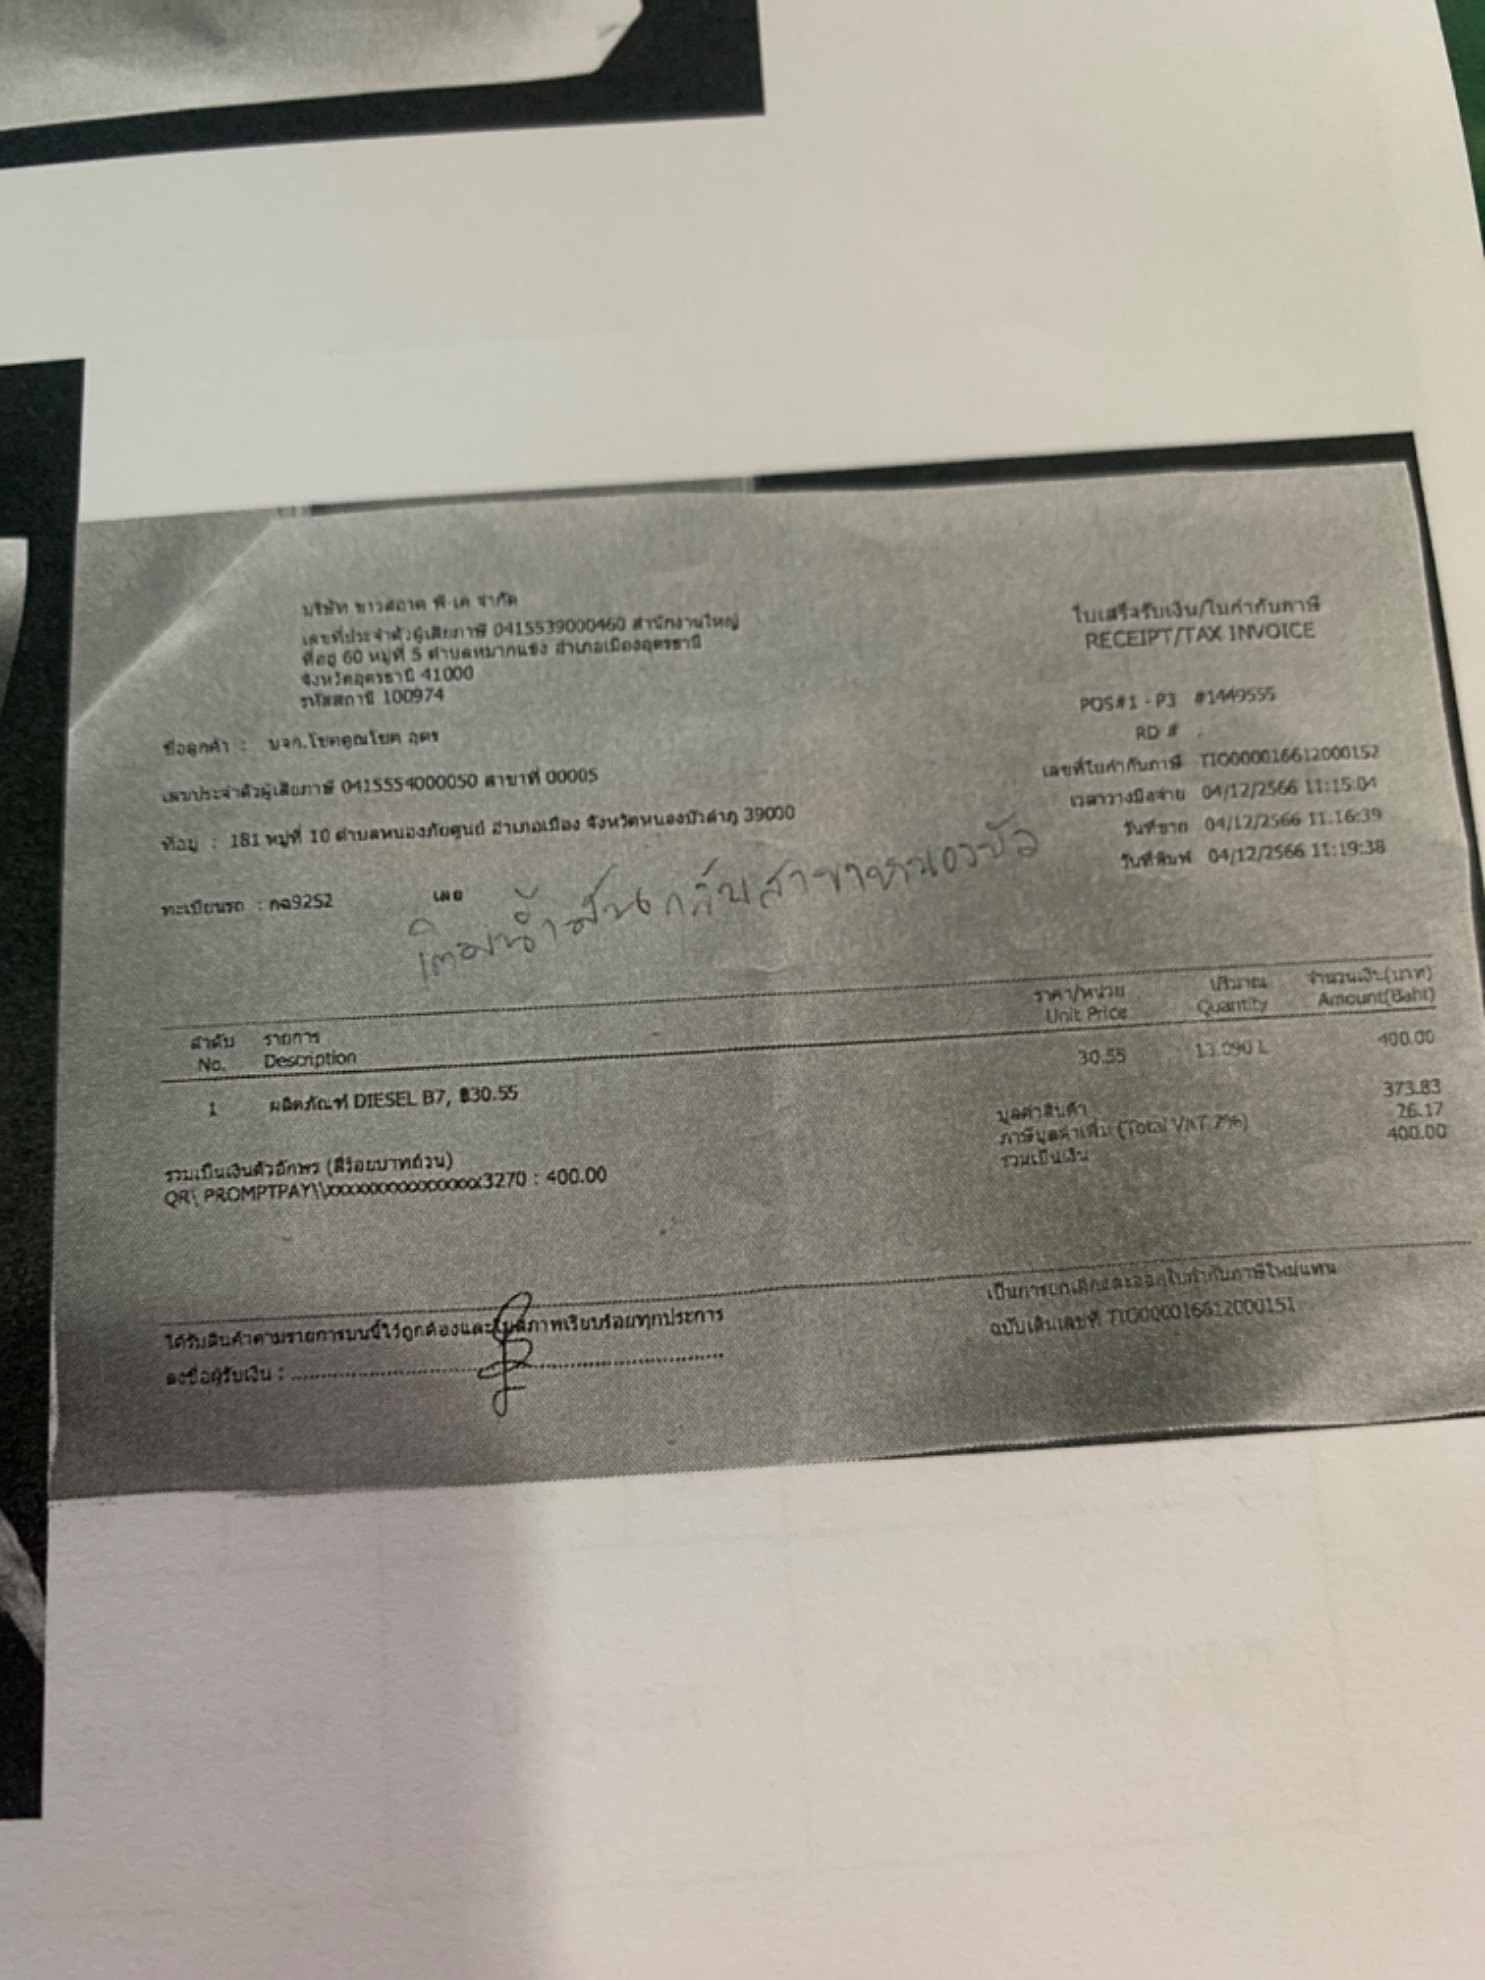 บริษัท ขาวสอาด พี.เค จำกัด
เลขที่ประจำตัวผู้เสียภาษี 0415539000460 สำนักงานใหญ่
ที่อยู่ 60 หมู่ที่ 5 ตำบลหมากแข้ง อำเภอเมืองอุดรธานี
จังหวัดอุดรธานี 41000
รหัสสถานี 100974
ใบเสร็จรับเงิน/ใบกำกับภาษี
RECEIPT/TAX INVOICE
POS#1 - P3 #1449555
RD # .
เลขที่ใบกำกับภาษี TIO000016612000152
เวลาวางมือจ่าย 04/12/2566 11:15:04
วันที่ขาย 04/12/2566 11:16:39
วันที่พิมพ์ 04/12/2566 11:19:38
ชื่อลูกค้า : บจก.โชคคูณโชค อุดร
เลขประจำตัวผู้เสียภาษี 0415554000050 สาขาที่ 00005
ที่อยู่ : 181 หมู่ที่ 10 ตำบลหนองภัยศูนย์ อำเภอเมือง จังหวัดหนองบัวลำภู 39000
ทะเบียนรถ : กฉ9252 เลย
เติมน้ำมันกลับสาขาหนองบัว
ลำดับ รายการ ราคา/หน่วย ปริมาณ จำนวนเงิน(บาท)
No. Description Unit Price Quantity Amount(Baht)
1 ผลิตภัณฑ์ DIESEL B7, ฿30.55 30.55 13.090 L 400.00
มูลค่าสินค้า 373.83
ภาษีมูลค่าเพิ่ม (Total VAT 7%) 26.17
รวมเป็นเงิน 400.00
รวมเป็นเงินตัวอักษร (สี่ร้อยบาทถ้วน)
QR\ PROMPTPAY\\xxxxxxxxxxxxxxxx3270 : 400.00
ได้รับสินค้าตามรายการบนนี้ไว้ถูกต้องและในสภาพเรียบร้อยทุกประการ
ลงชื่อผู้รับเงิน :
เป็นการยกเลิกและออกใบกำกับภาษีใหม่แทน
ฉบับเดิมเลขที่ TIO000016612000151